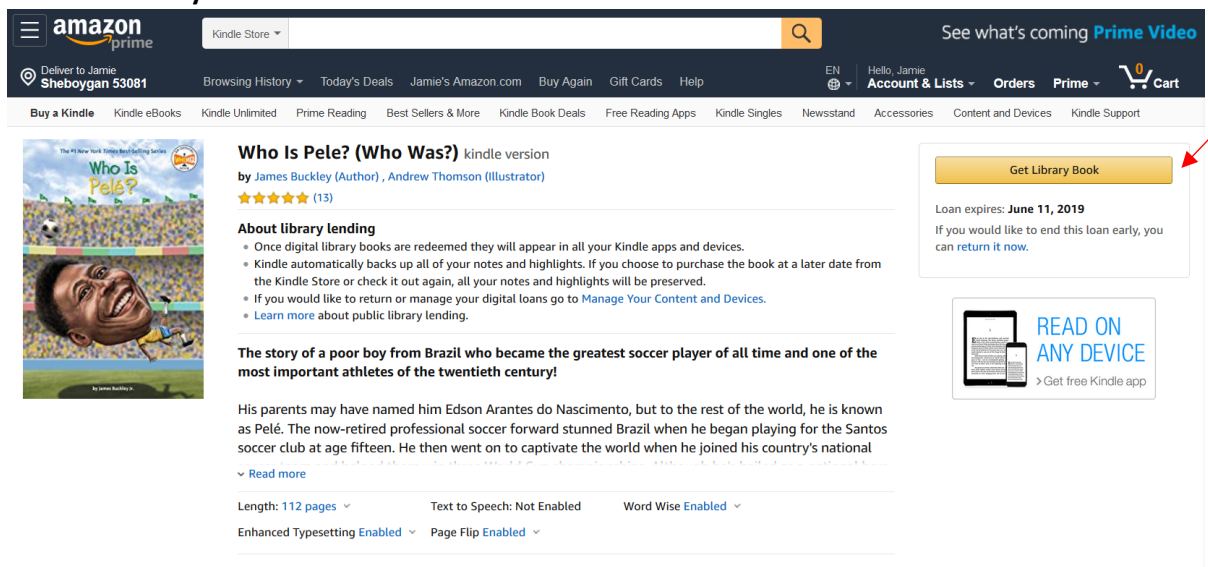 amazon
prime
Kindle Store
See what's coming Prime Video
Deliver to Jamie
Sheboygan 53081
Browsing History Today's Deals Jamie's Amazon.com Buy Again Gift Cards Help
EN
Hello, Jamie
Account & Lists Orders Prime 0 Cart
Buy a Kindle Kindle eBooks Kindle Unlimited Prime Reading Best Sellers & More Kindle Book Deals Free Reading Apps Kindle Singles Newsstand Accessories Content and Devices Kindle Support
The #1 New York Times Best-Selling Series
Who Is
Pelé?
by James Buckley Jr.
Who Is Pele? (Who Was?) kindle version
by James Buckley (Author) , Andrew Thomson (Illustrator)
(13)
About library lending
• Once digital library books are redeemed they will appear in all your Kindle apps and devices.
• Kindle automatically backs up all of your notes and highlights. If you choose to purchase the book at a later date from
the Kindle Store or check it out again, all your notes and highlights will be preserved.
• If you would like to return or manage your digital loans go to Manage Your Content and Devices.
• Learn more about public library lending.
The story of a poor boy from Brazil who became the greatest soccer player of all time and one of the
most important athletes of the twentieth century!
His parents may have named him Edson Arantes do Nascimento, but to the rest of the world, he is known
as Pelé. The now-retired professional soccer forward stunned Brazil when he began playing for the Santos
soccer club at age fifteen. He then went on to captivate the world when he joined his country's national
Read more
Length: 112 pages Text to Speech: Not Enabled Word Wise Enabled
Enhanced Typesetting Enabled Page Flip Enabled
Get Library Book
Loan expires: June 11, 2019
If you would like to end this loan early, you
can return it now.
READ ON
ANY DEVICE
>Get free Kindle app